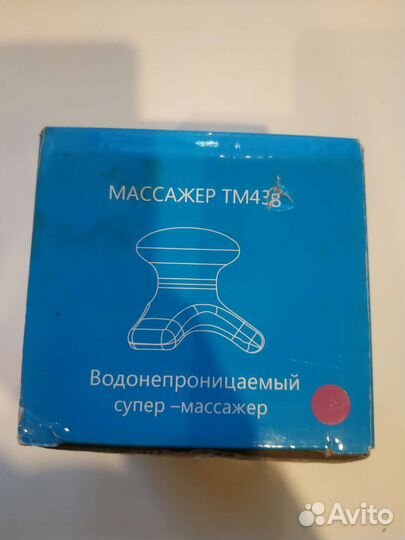 МАССАЖЕР ТМ438
Водонепроницаемый
супер –массажер
Avito